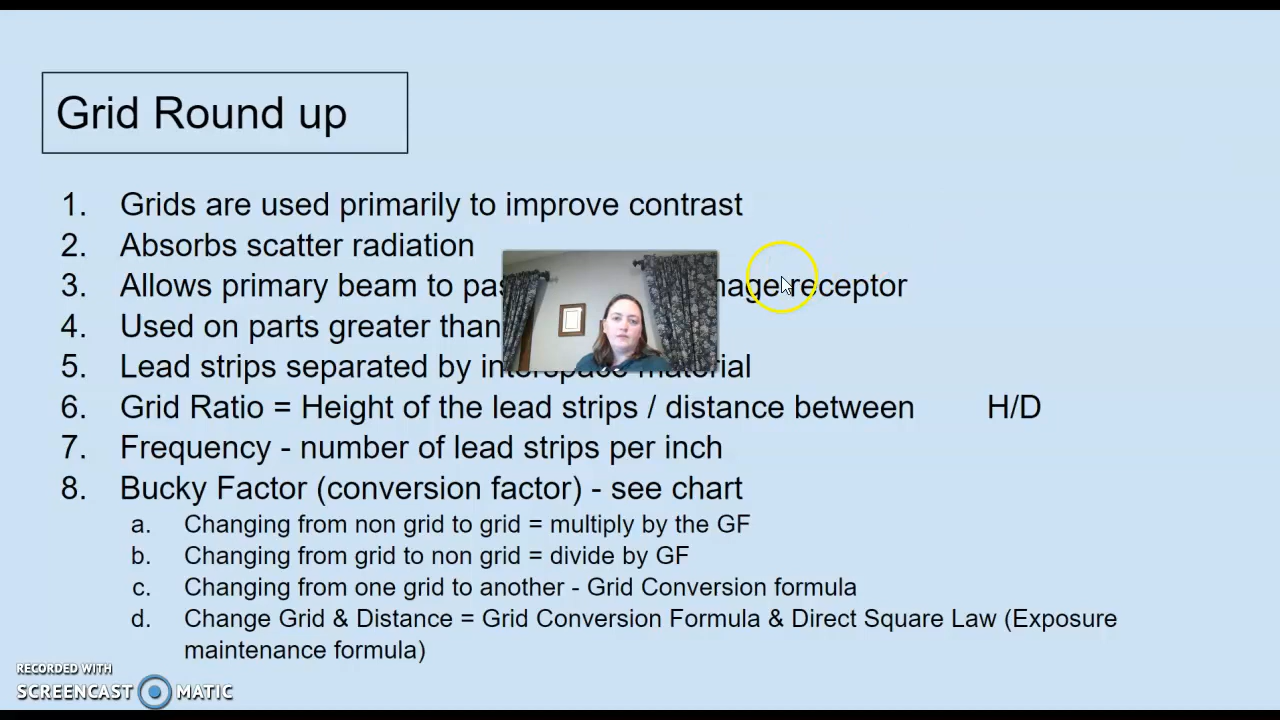 Grid Round up
1. Grids are used primarily to improve contrast
2. Absorbs scatter radiation
3. Allows primary beam to receptor
4. Used on parts greater than
5. Lead strips separated by interspace material
6. Grid Ratio = Height of the lead strips / distance between H/D
7. Frequency - number of lead strips per inch
8. Bucky Factor (conversion factor) - see chart
a. Changing from non grid to grid = multiply by the GF
b. Changing from grid to non grid = divide by GF
c. Changing from one grid to another - Grid Conversion formula
d. Change Grid & Distance = Grid Conversion Formula & Direct Square Law (Exposure
maintenance formula)
RECORDED WITH
SCREENCAST MATIC